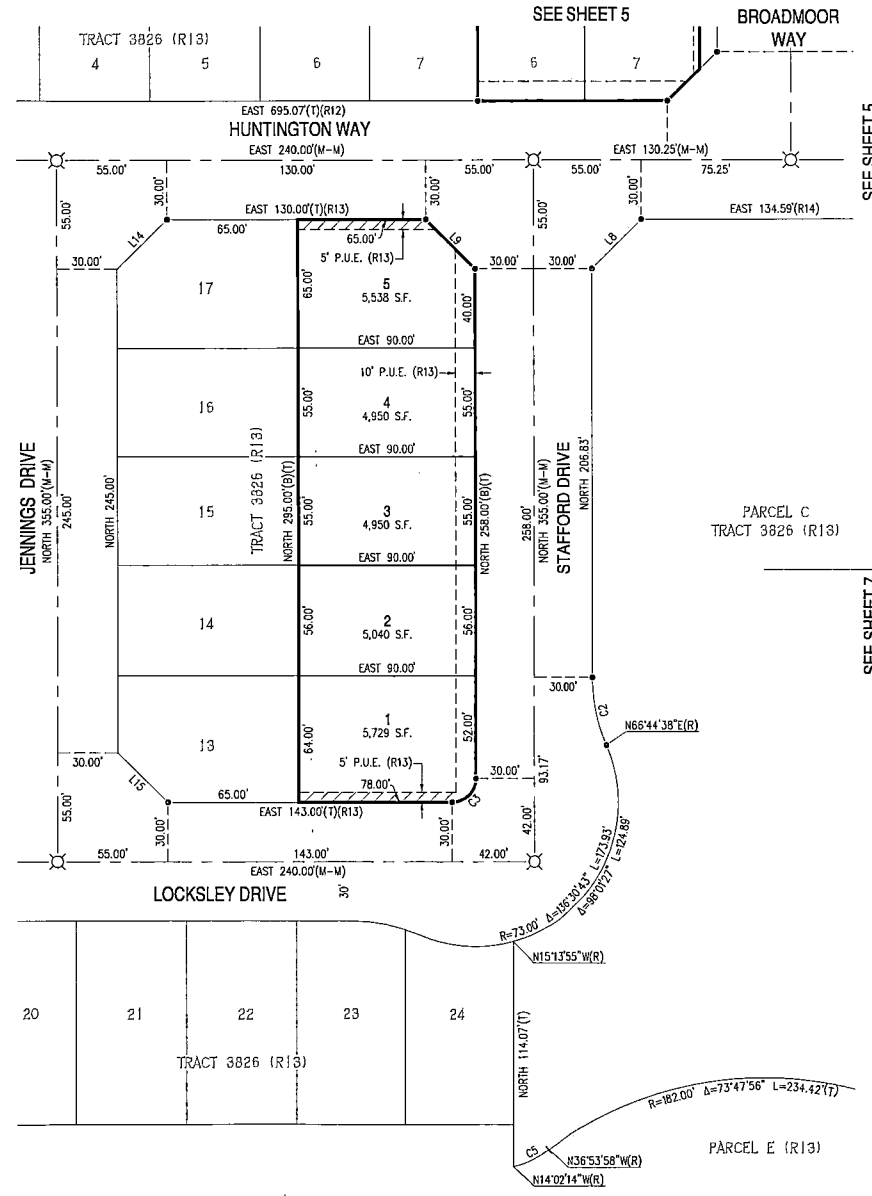 SEE SHEET 5
BROADMOOR
WAY
TRACT 3826 (R13)
4
5
6
7
6
7
SEE SHEET 5
EAST 695.07'(T)(R12)
HUNTINGTON WAY
EAST 240.00'(M-M)
EAST 130.25'(M-M)
55.00'
130.00'
55.00'
55.00'
75.25'
30.00'
30.00'
30.00'
55.00'
55.00'
EAST 130.00'(T)(R13)
EAST 134.59'(R14)
65.00'
65.00'
L14
L9
L8
5' P.U.E. (R13)
30.00'
30.00'
30.00'
17
65.00'
5
5,538 S.F.
40.00'
EAST 90.00'
10' P.U.E. (R13)
16
55.00'
4
4,950 S.F.
55.00'
EAST 90.00'
JENNINGS DRIVE
NORTH 355.00'(M-M)
245.00'
NORTH 245.00'
15
TRACT 3826 (R13)
NORTH 295.00'(B)(T)
55.00'
3
4,950 S.F.
55.00'
NORTH 258.00'(B)(T)
258.00'
NORTH 355.00'(M-M)
STAFFORD DRIVE
NORTH 206.83'
PARCEL C
TRACT 3826 (R13)
EAST 90.00'
SEE SHEET 7
14
56.00'
2
5,040 S.F.
56.00'
EAST 90.00'
30.00'
C2
N66°44'38"E(R)
13
64.00'
1
5,729 S.F.
52.00'
30.00'
5' P.U.E. (R13)
30.00'
93.17'
L15
65.00'
78.00'
C3
EAST 143.00'(T)(R13)
55.00'
30.00'
30.00'
42.00'
55.00'
143.00'
42.00'
EAST 240.00'(M-M)
LOCKSLEY DRIVE
30'
R=73.00' Δ=136°30'43" L=173.93'
Δ=98°01'27" L=124.89'
N15°13'55"W(R)
20
21
22
23
24
TRACT 3826 (R13)
NORTH 114.07'(T)
R=182.00' Δ=73°47'56" L=234.42'(T)
C5
N36°53'58"W(R)
PARCEL E (R13)
N14°02'14"W(R)